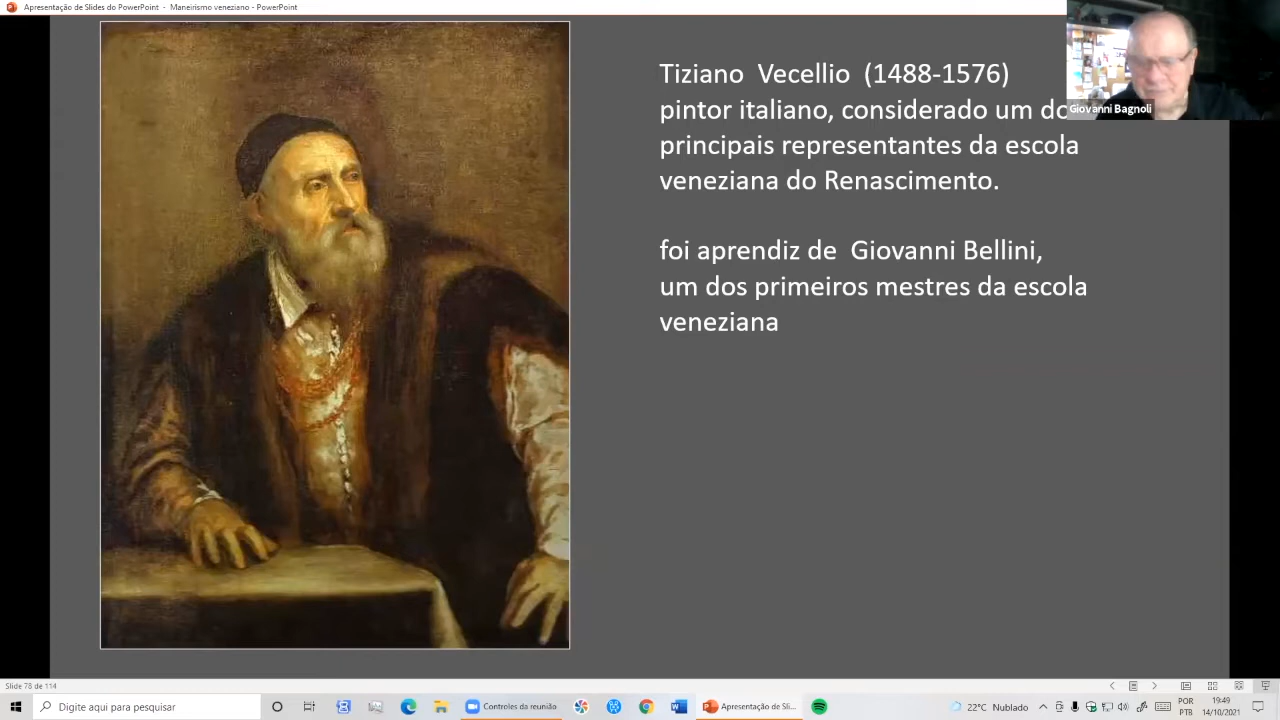 Apresentação de Slides do PowerPoint - Maneirismo veneziano - PowerPoint
Tiziano Vecellio (1488-1576)
pintor italiano, considerado um do
principais representantes da escola
veneziana do Renascimento.
foi aprendiz de Giovanni Bellini,
um dos primeiros mestres da escola
veneziana
Giovanni Bagnoli
Slide 78 de 114
Digite aqui para pesquisar
Controles da reunião
Apresentação de Sli...
22°C Nublado
POR
PTB
19:49
14/10/2021